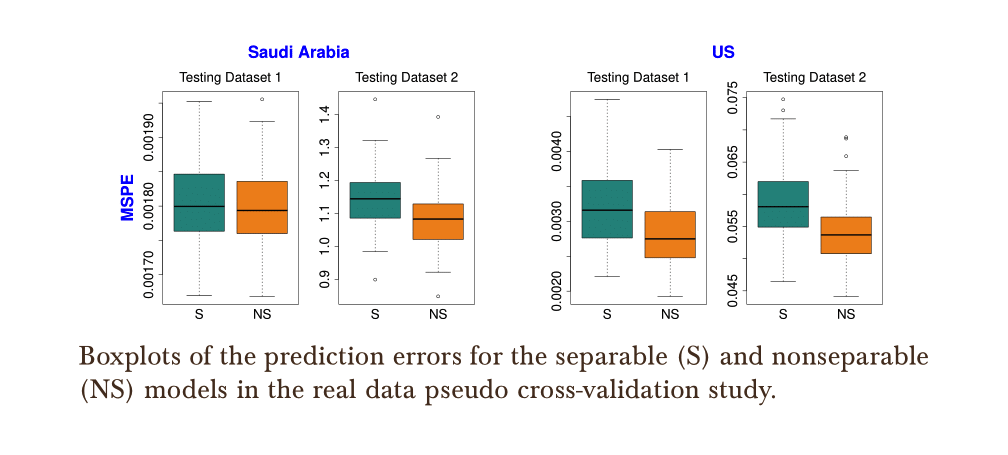 Saudi Arabia
US
Testing Dataset 1
Testing Dataset 2
Testing Dataset 1
Testing Dataset 2
MSPE
0.00190
0.00180
0.00170
S
NS
1.4
1.3
1.2
1.1
1.0
0.9
S
NS
0.0040
0.0030
0.0020
S
NS
0.075
0.065
0.055
0.045
S
NS
Boxplots of the prediction errors for the separable (S) and nonseparable
(NS) models in the real data pseudo cross-validation study.